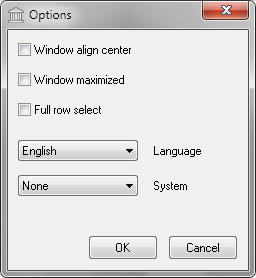 Options
Window align center
Window maximized
Full row select
English Language
None System
OK Cancel